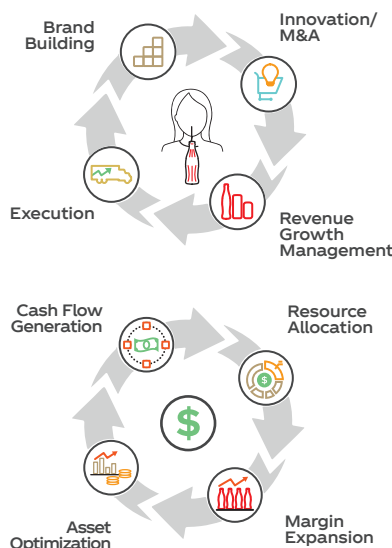 Brand
Building
Innovation/
M&A
Execution
Revenue
Growth
Management
Cash Flow
Generation
Resource
Allocation
$
$
Asset
Optimization
Margin
Expansion